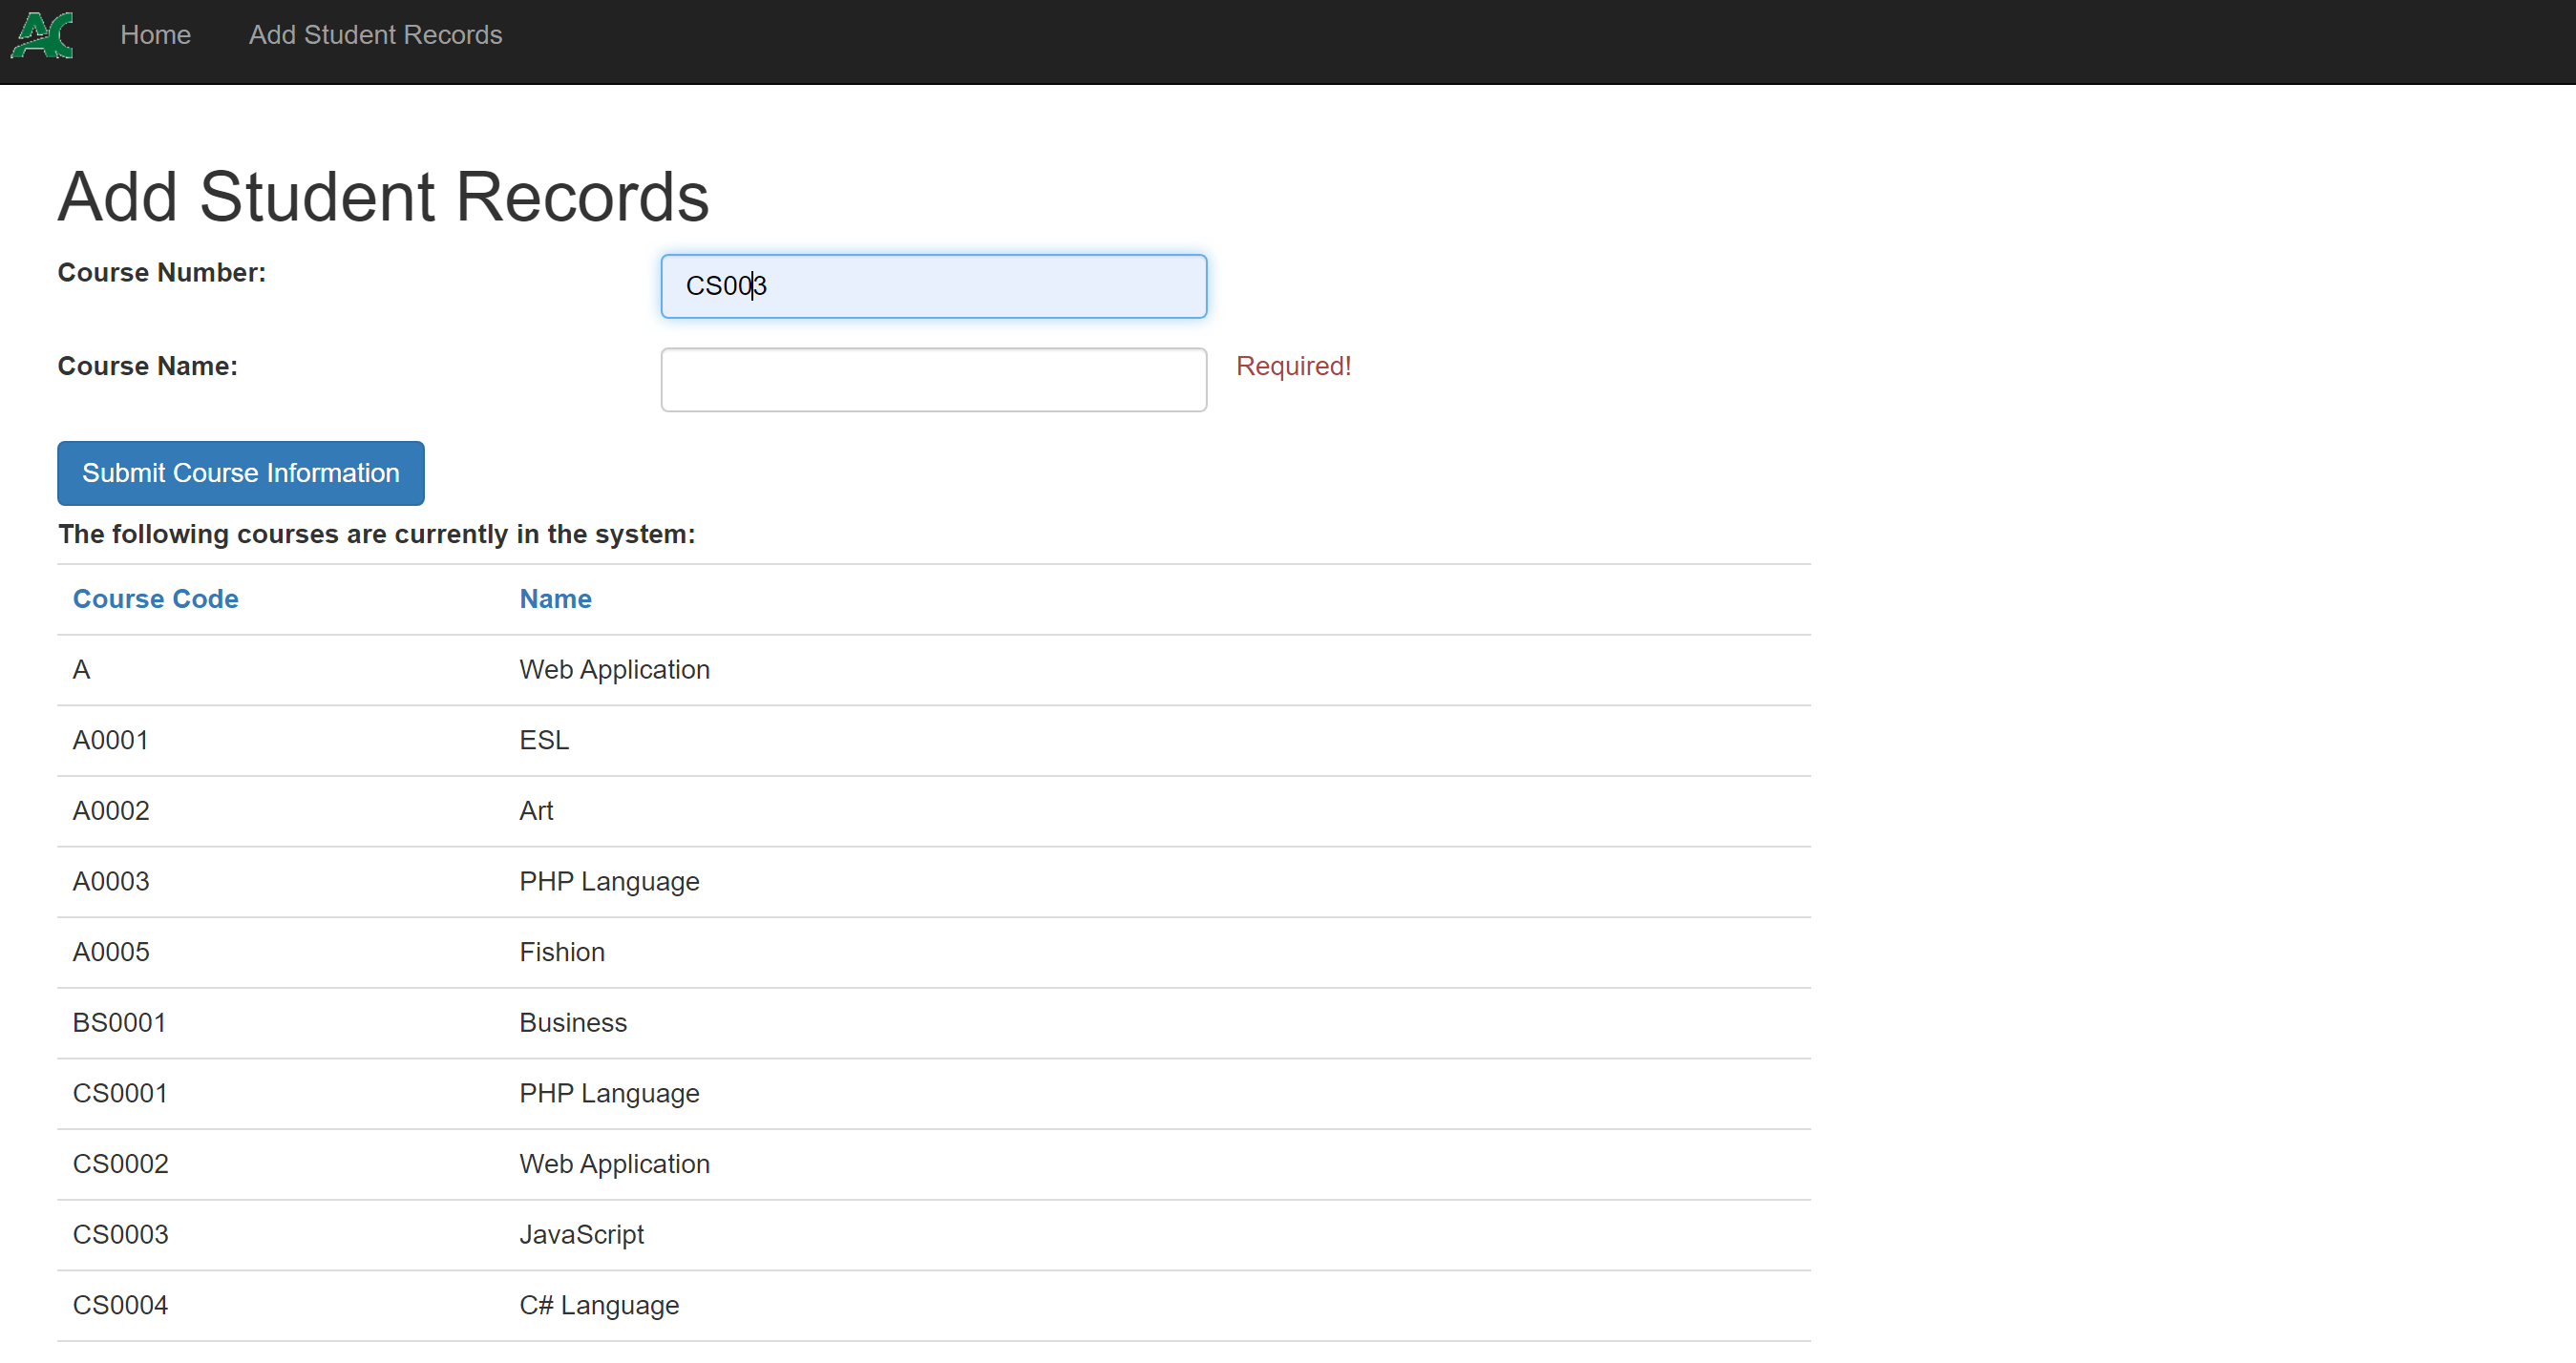 AC Home Add Student Records
Add Student Records
Course Number: CS003
Course Name: Required!
Submit Course Information
The following courses are currently in the system:
Course Code Name
A Web Application
A0001 ESL
A0002 Art
A0003 PHP Language
A0005 Fishion
BS0001 Business
CS0001 PHP Language
CS0002 Web Application
CS0003 JavaScript
CS0004 C# Language